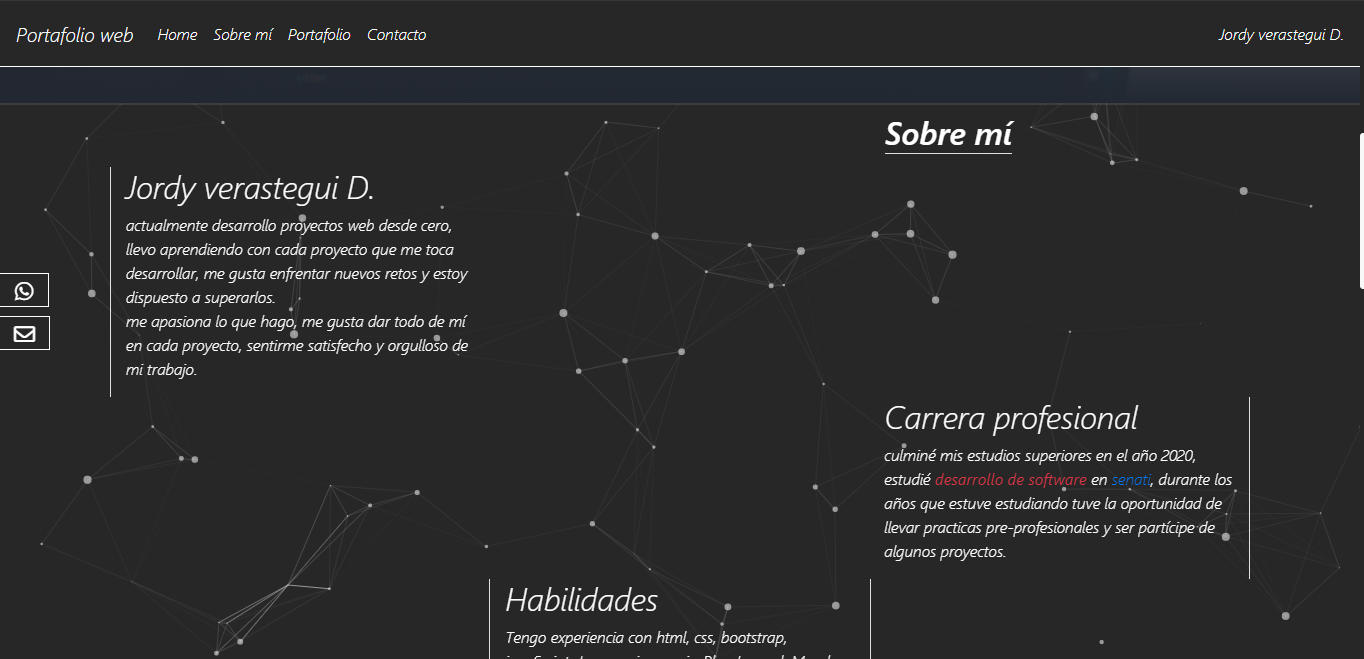 Portafolio web Home Sobre mí Portafolio Contacto Jordy verastegui D.
Sobre mí
Jordy verastegui D.
actualmente desarrollo proyectos web desde cero,
llevo aprendiendo con cada proyecto que me toca
desarrollar, me gusta enfrentar nuevos retos y estoy
dispuesto a superarlos.
me apasiona lo que hago, me gusta dar todo de mí
en cada proyecto, sentirme satisfecho y orgulloso de
mi trabajo.
Carrera profesional
culminé mis estudios superiores en el año 2020,
estudié desarrollo de software en senati, durante los
años que estuve estudiando tuve la oportunidad de
llevar practicas pre-profesionales y ser partícipe de
algunos proyectos.
Habilidades
Tengo experiencia con html, css, bootstrap,